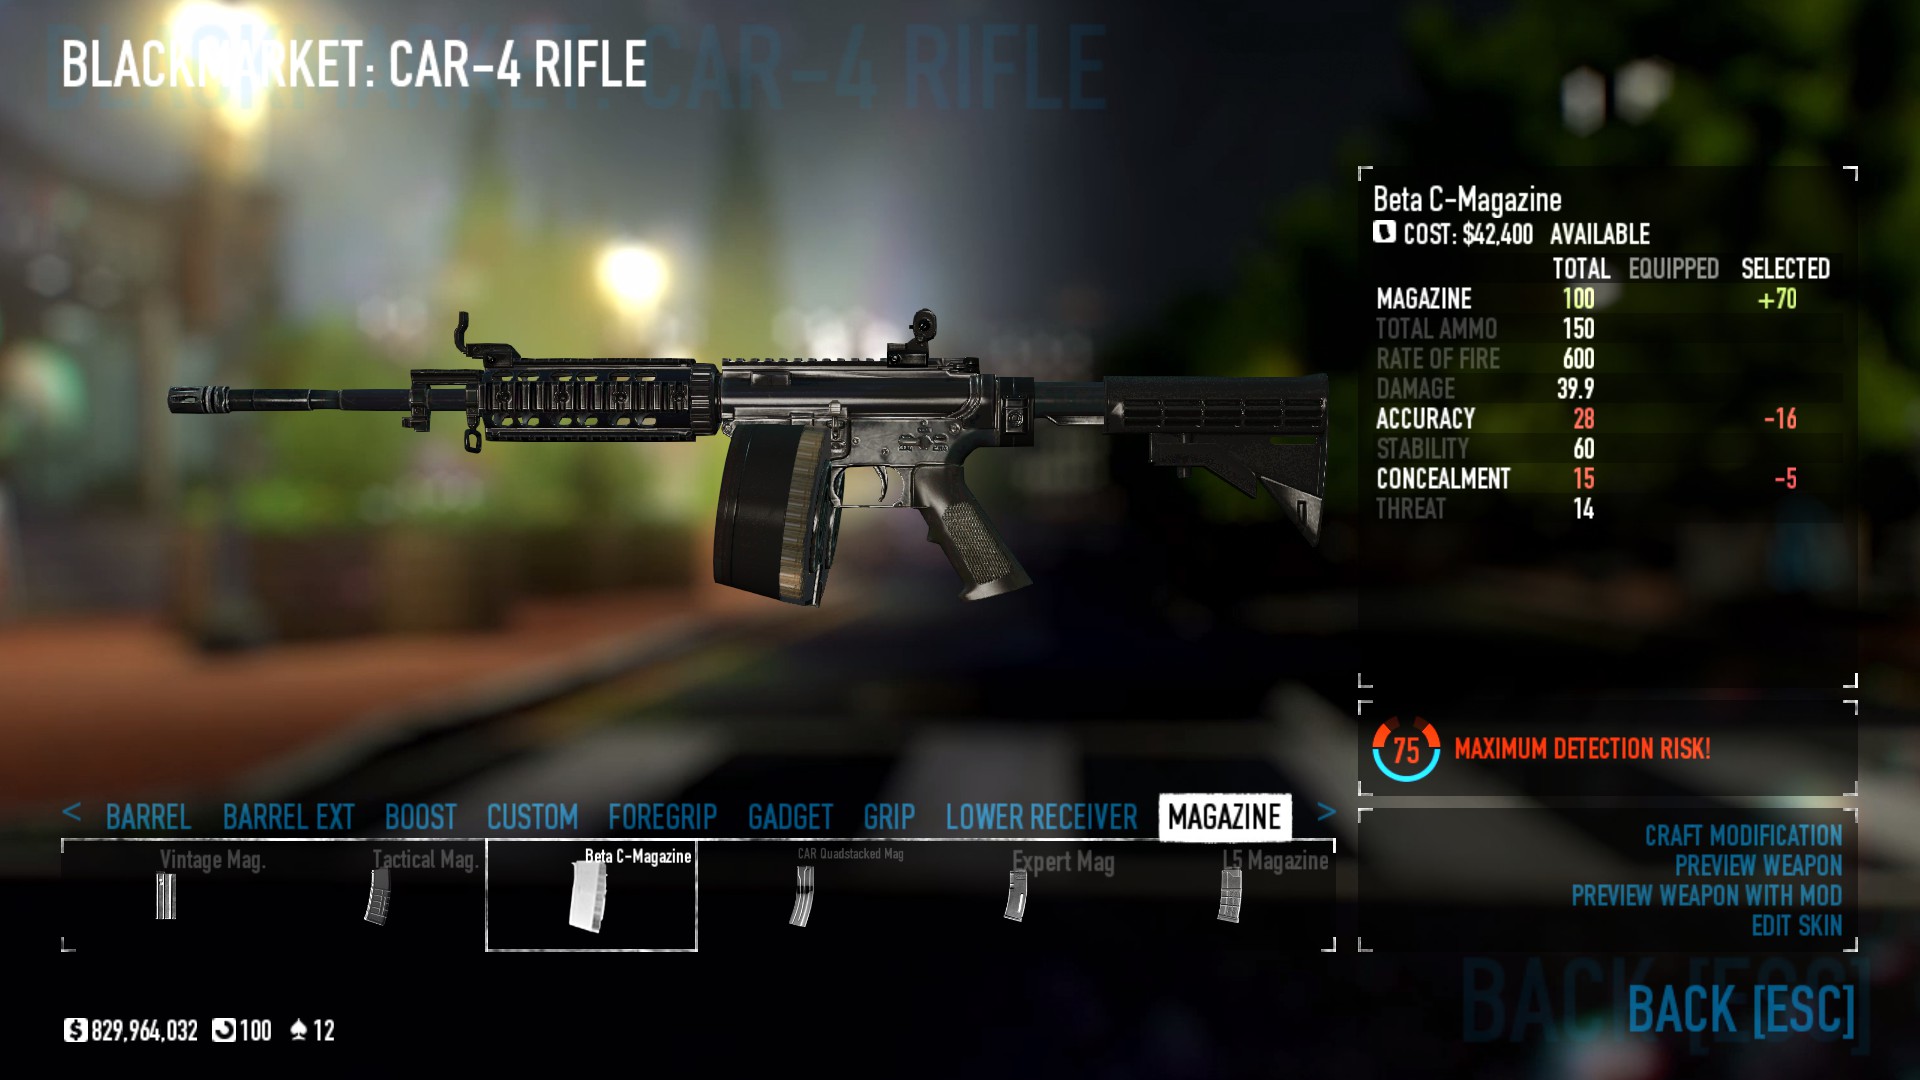 BLACKMARKET: CAR-4 RIFLE
Beta C-Magazine
COST: $42,400 AVAILABLE
TOTAL EQUIPPED SELECTED
MAGAZINE 100 +70
TOTAL AMMO 150
RATE OF FIRE 600
DAMAGE 39.9
ACCURACY 28 -16
STABILITY 60
CONCEALMENT 15 -5
THREAT 14
75 MAXIMUM DETECTION RISK!
< BARREL BARREL EXT BOOST CUSTOM FOREGRIP GADGET GRIP LOWER RECEIVER MAGAZINE >
Vintage Mag. Tactical Mag. Beta C-Magazine CAR Quadstacked Mag Expert Mag L5 Magazine
CRAFT MODIFICATION
PREVIEW WEAPON
PREVIEW WEAPON WITH MOD
EDIT SKIN
$ 829,964,032 100 ♠ 12
BACK [ESC]